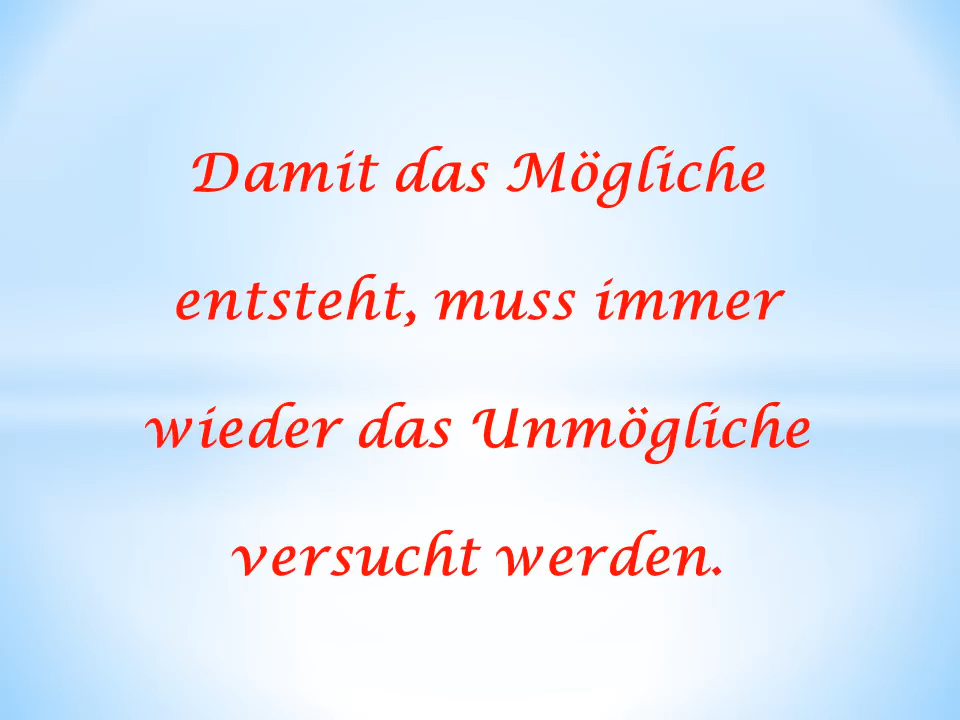 Damit das Mögliche
entsteht, muss immer
wieder das Unmögliche
versucht werden.